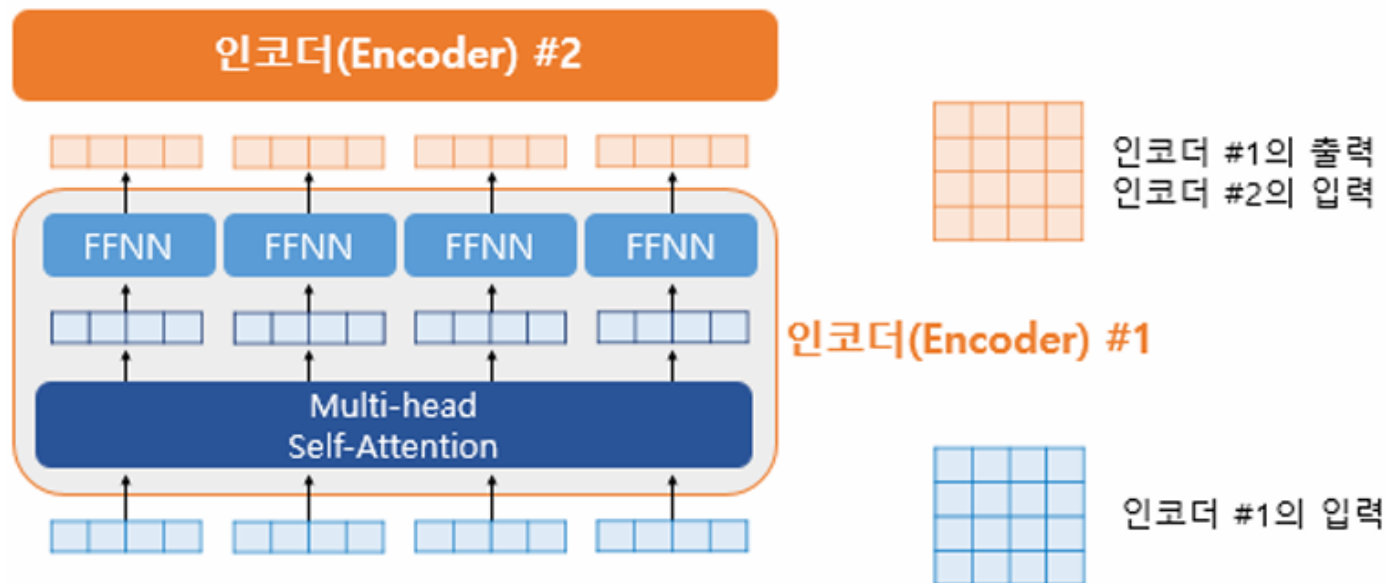 인코더(Encoder) #2
인코더 #1의 출력
인코더 #2의 입력
FFNN FFNN FFNN FFNN
인코더(Encoder) #1
Multi-head
Self-Attention
인코더 #1의 입력